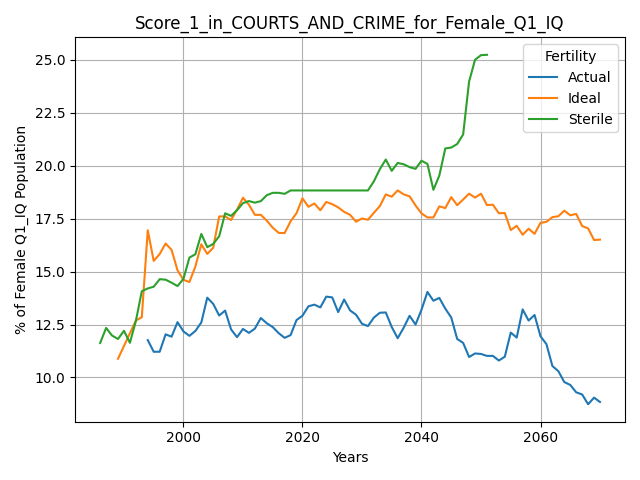 Score_1_in_COURTS_AND_CRIME_for_Female_Q1_IQ
25.0
22.5
20.0
17.5
15.0
12.5
10.0
% of Female Q1_IQ Population
Fertility
Actual
Ideal
Sterile
2000
2020
2040
2060
Years